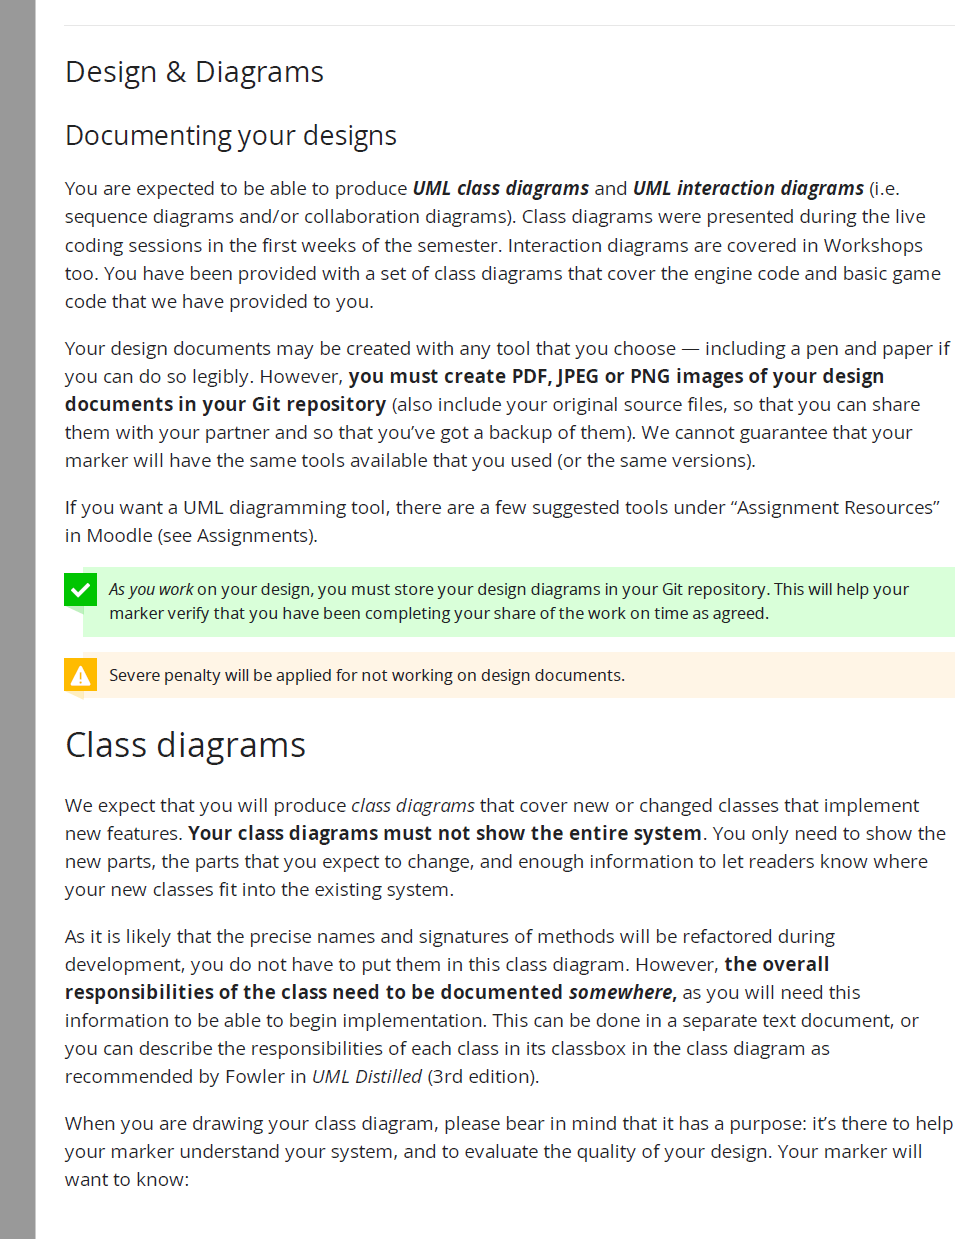 Design & Diagrams
Documenting your designs
You are expected to be able to produce UML class diagrams and UML interaction diagrams (i.e.
sequence diagrams and/or collaboration diagrams). Class diagrams were presented during the live
coding sessions in the first weeks of the semester. Interaction diagrams are covered in Workshops
too. You have been provided with a set of class diagrams that cover the engine code and basic game
code that we have provided to you.
Your design documents may be created with any tool that you choose — including a pen and paper if
you can do so legibly. However, you must create PDF, JPEG or PNG images of your design
documents in your Git repository (also include your original source files, so that you can share
them with your partner and so that you’ve got a backup of them). We cannot guarantee that your
marker will have the same tools available that you used (or the same versions).
If you want a UML diagramming tool, there are a few suggested tools under “Assignment Resources”
in Moodle (see Assignments).
As you work on your design, you must store your design diagrams in your Git repository. This will help your
marker verify that you have been completing your share of the work on time as agreed.
Severe penalty will be applied for not working on design documents.
Class diagrams
We expect that you will produce class diagrams that cover new or changed classes that implement
new features. Your class diagrams must not show the entire system. You only need to show the
new parts, the parts that you expect to change, and enough information to let readers know where
your new classes fit into the existing system.
As it is likely that the precise names and signatures of methods will be refactored during
development, you do not have to put them in this class diagram. However, the overall
responsibilities of the class need to be documented somewhere, as you will need this
information to be able to begin implementation. This can be done in a separate text document, or
you can describe the responsibilities of each class in its classbox in the class diagram as
recommended by Fowler in UML Distilled (3rd edition).
When you are drawing your class diagram, please bear in mind that it has a purpose: it’s there to help
your marker understand your system, and to evaluate the quality of your design. Your marker will
want to know: